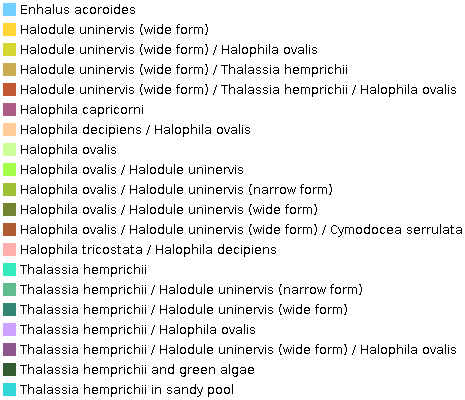 Enhalus acoroides
Halodule uninervis (wide form)
Halodule uninervis (wide form) / Halophila ovalis
Halodule uninervis (wide form) / Thalassia hemprichii
Halodule uninervis (wide form) / Thalassia hemprichii / Halophila ovalis
Halophila capricorni
Halophila decipiens / Halophila ovalis
Halophila ovalis
Halophila ovalis / Halodule uninervis
Halophila ovalis / Halodule uninervis (narrow form)
Halophila ovalis / Halodule uninervis (wide form)
Halophila ovalis / Halodule uninervis (wide form) / Cymodocea serrulata
Halophila tricostata / Halophila decipiens
Thalassia hemprichii
Thalassia hemprichii / Halodule uninervis (narrow form)
Thalassia hemprichii / Halodule uninervis (wide form)
Thalassia hemprichii / Halophila ovalis
Thalassia hemprichii / Halodule uninervis (wide form) / Halophila ovalis
Thalassia hemprichii and green algae
Thalassia hemprichii in sandy pool